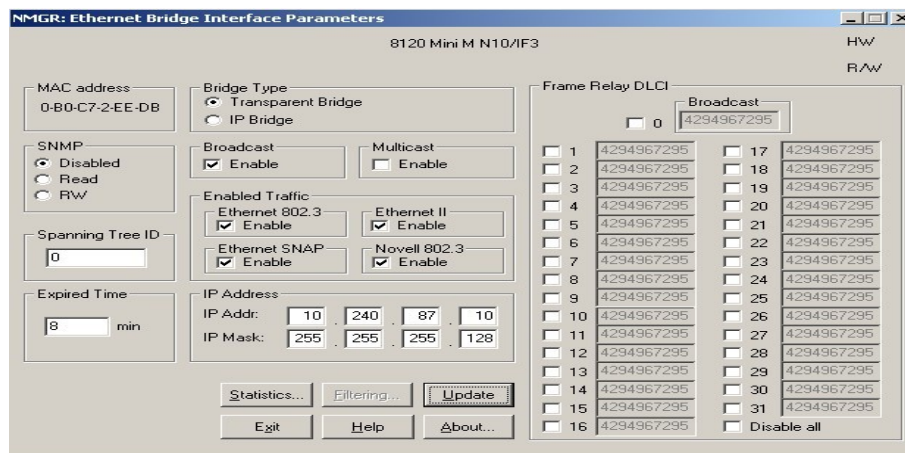 NMGR: Ethernet Bridge Interface Parameters
8120 Mini M N10/IF3
HW
R/W
MAC address
0-B0-C7-2-EE-DB
Bridge Type
Transparent Bridge
IP Bridge
SNMP
Disabled
Read
RW
Broadcast
Enable
Multicast
Enable
Enabled Traffic
Ethernet 802.3
Enable
Ethernet II
Enable
Ethernet SNAP
Enable
Novell 802.3
Enable
Spanning Tree ID
0
Expired Time
8 min
IP Address
IP Addr: 10 . 240 . 87 . 10
IP Mask: 255 . 255 . 255 . 128
Statistics... Filtering... Update
Exit Help About...
Frame Relay DLCI
Broadcast
0 4294967295
1 4294967295 17 4294967295
2 4294967295 18 4294967295
3 4294967295 19 4294967295
4 4294967295 20 4294967295
5 4294967295 21 4294967295
6 4294967295 22 4294967295
7 4294967295 23 4294967295
8 4294967295 24 4294967295
9 4294967295 25 4294967295
10 4294967295 26 4294967295
11 4294967295 27 4294967295
12 4294967295 28 4294967295
13 4294967295 29 4294967295
14 4294967295 30 4294967295
15 4294967295 31 4294967295
16 4294967295 Disable all